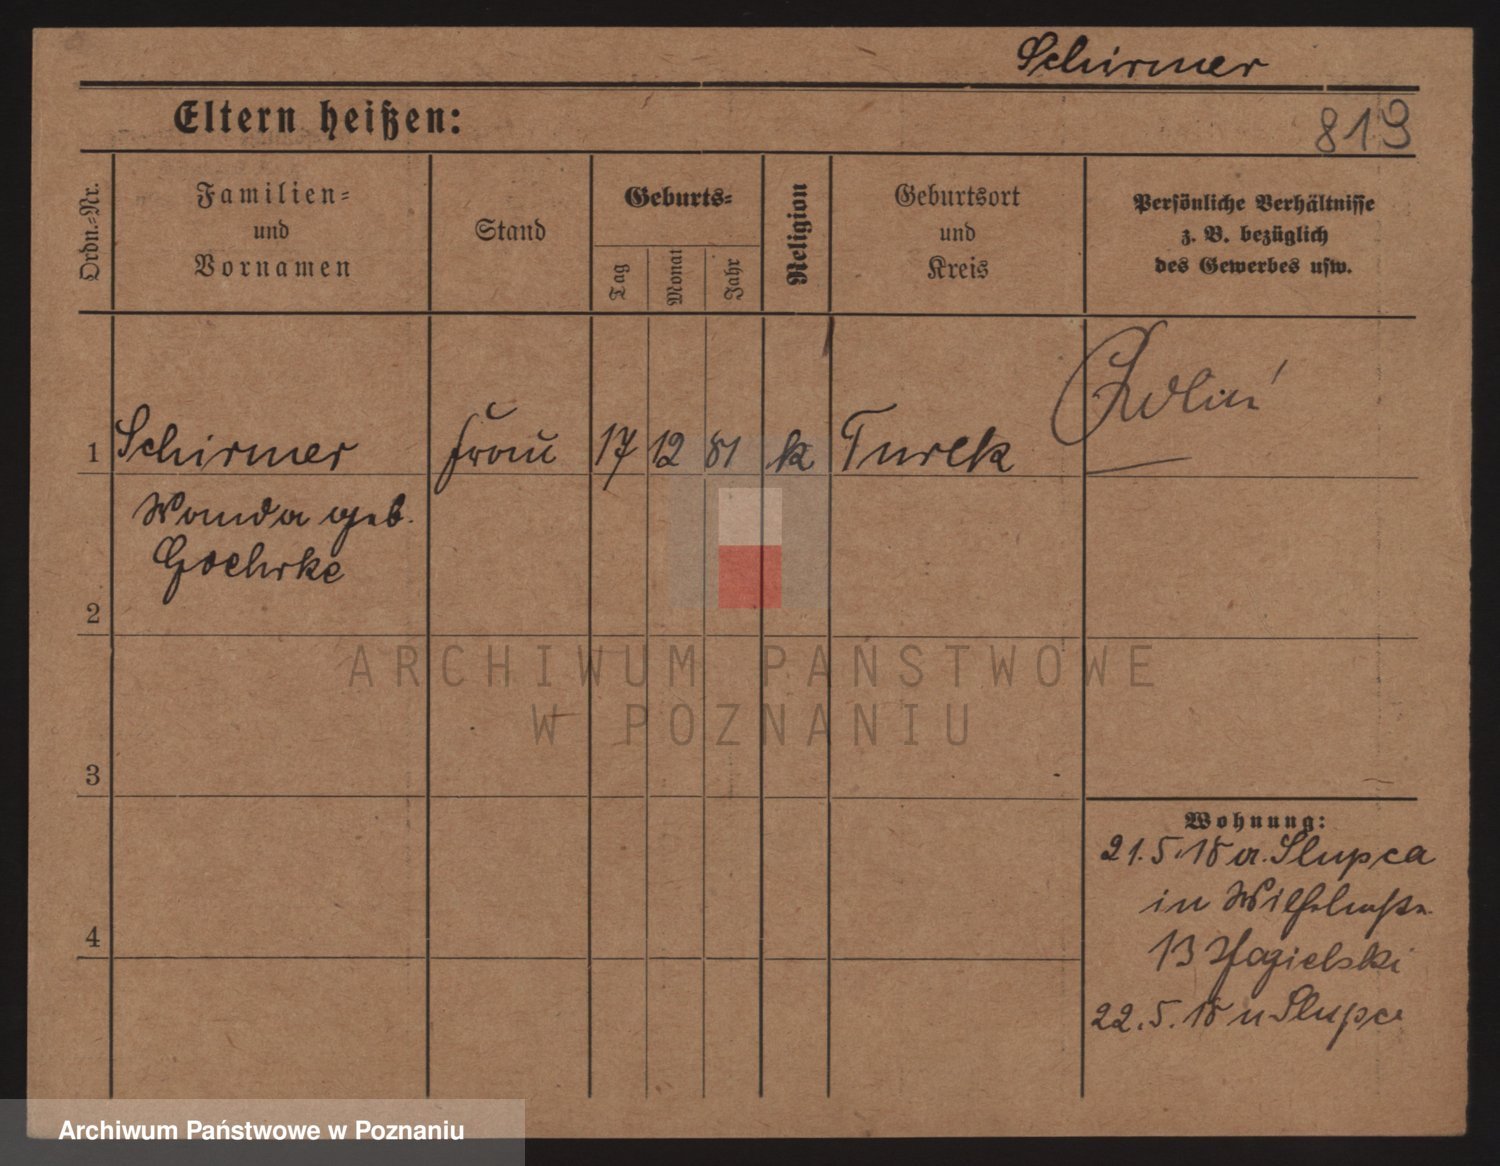 Schirmer
Eltern heißen:
819
Ordn.-Nr.
Familien-
und
Vornamen
Stand
Geburts-
Tag
Monat
Jahr
Religion
Geburtsort
und
Kreis
Persönliche Verhältnisse
z. B. bezüglich
des Gewerbes usw.
1 Schirmer Frau 17 12 81 k Turek
Wanda geb.
Goehrke
2
3
4
Wohnung:
21.5.18 a. Slupca
in
13
22.5.18 n Slupca
ARCHIWUM PAŃSTWOWE
W POZNANIU
Archiwum Państwowe w Poznaniu